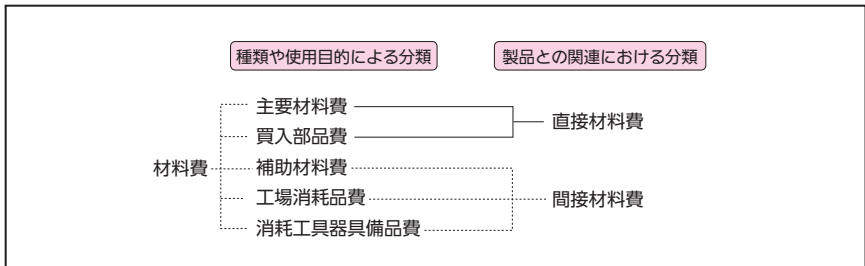 種類や使用目的による分類
製品との関連における分類
主要材料費
買入部品費
直接材料費
材料費
補助材料費
工場消耗品費
間接材料費
消耗工具器具備品費